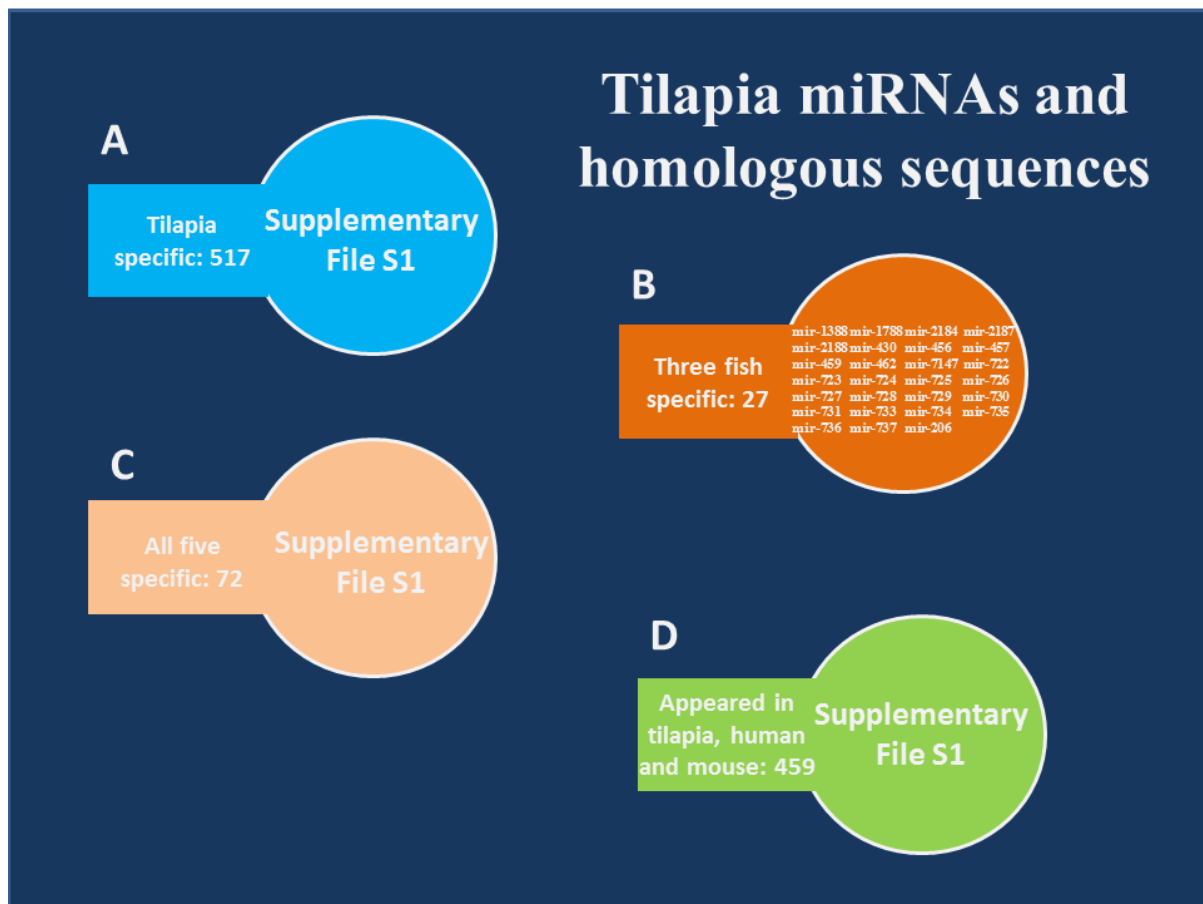 Tilapia miRNAs and
homologous sequences
A
Tilapia
specific: 517
Supplementary
File S1
B
Three fish
specific: 27
mir-1388 mir-1788 mir-2184 mir-2187
mir-2188 mir-430 mir-456 mir-457
mir-459 mir-462 mir-7147 mir-722
mir-723 mir-724 mir-725 mir-726
mir-727 mir-728 mir-729 mir-730
mir-731 mir-733 mir-734 mir-735
mir-736 mir-737 mir-206
C
All five
specific: 72
Supplementary
File S1
D
Appeared in
tilapia, human
and mouse: 459
Supplementary
File S1